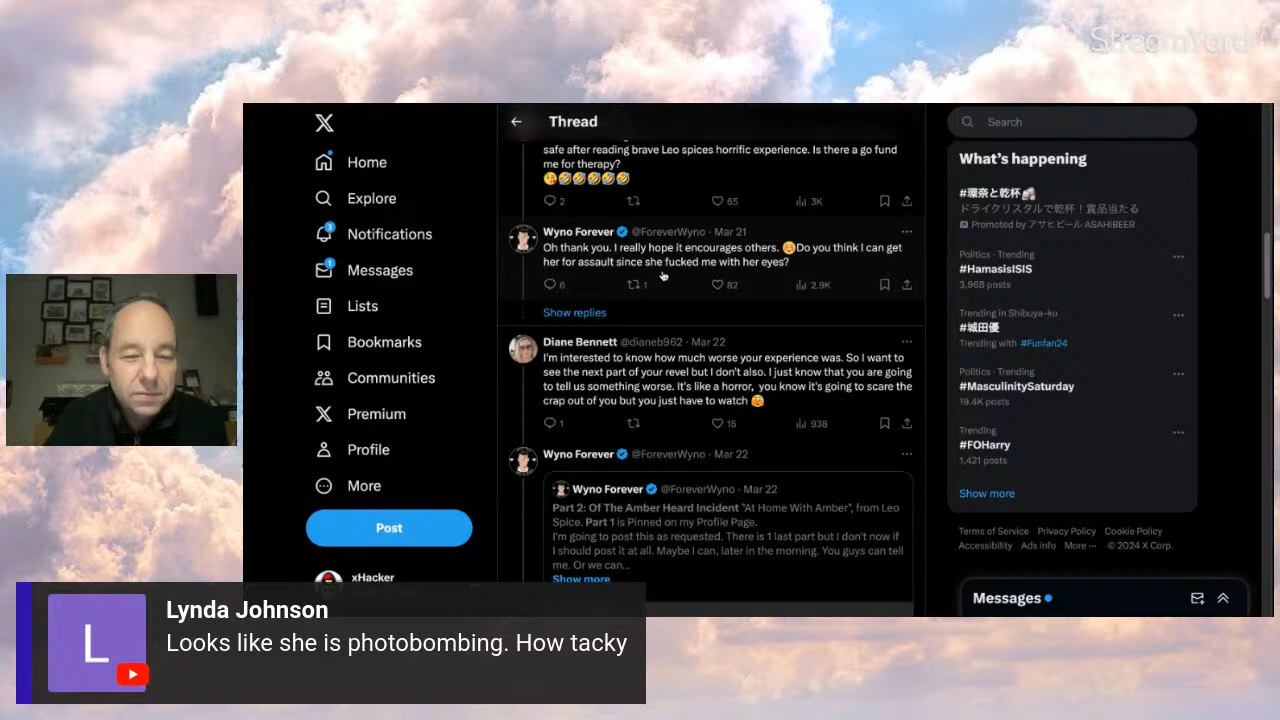 StreamYard
Home
Explore
3
Notifications
1
Messages
Lists
Bookmarks
Communities
Premium
Profile
More
Post
xHacker
Thread
safe after reading brave Leo spices horrific experience. Is there a go fund
me for therapy?
😘🤣🤣🤣🤣🤣
2 65 3K
Wyno Forever @ForeverWyno · Mar 21
Oh thank you. I really hope it encourages others. ☺️Do you think I can get
her for assault since she fucked me with her eyes?
6 1 82 2.9K
Show replies
Diane Bennett @dianeb962 · Mar 22
I'm interested to know how much worse your experience was. So I want to
see the next part of your revel but I don't also. I just know that you are going
to tell us something worse. It's like a horror, you know it's going to scare the
crap out of you but you just have to watch
1 15 938
Wyno Forever @ForeverWyno · Mar 22
Wyno Forever @ForeverWyno · Mar 22
Part 2: Of The Amber Heard Incident "At Home With Amber", from Leo
Spice. Part 1 is Pinned on my Profile Page.
I'm going to post this as requested. There is 1 last part but I don't now if
I should post it at all. Maybe I can, later in the morning. You guys can tell
me. Or we can...
Show more
Search
What's happening
#環奈と乾杯
ドライクリスタルで乾杯！賞品当たる
Promoted by アサヒビール ASAHIBEER
Politics · Trending
#HamasisISIS
3,968 posts
Trending in Shibuya-ku
#城田優
Trending with #Funfan24
Politics · Trending
#MasculinitySaturday
19.4K posts
Trending
#FOHarry
1,421 posts
Show more
Terms of Service Privacy Policy Cookie Policy
Accessibility Ads info More ··· © 2024 X Corp.
Messages
L
Lynda Johnson
Looks like she is photobombing. How tacky